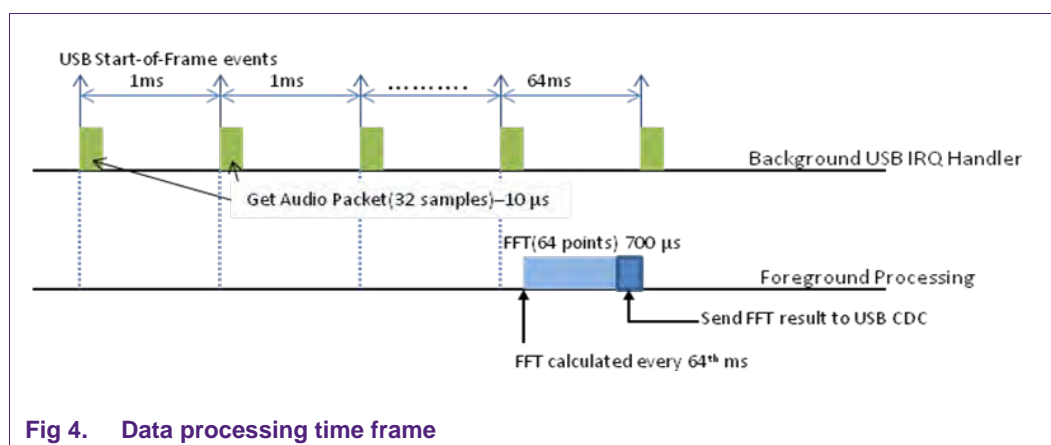 USB Start-of-Frame events
1ms 1ms ………. 64ms
Background USB IRQ Handler
Get Audio Packet(32 samples)–10 µs
FFT(64 points) 700 µs
Foreground Processing
Send FFT result to USB CDC
FFT calculated every 64th ms
Fig 4. Data processing time frame